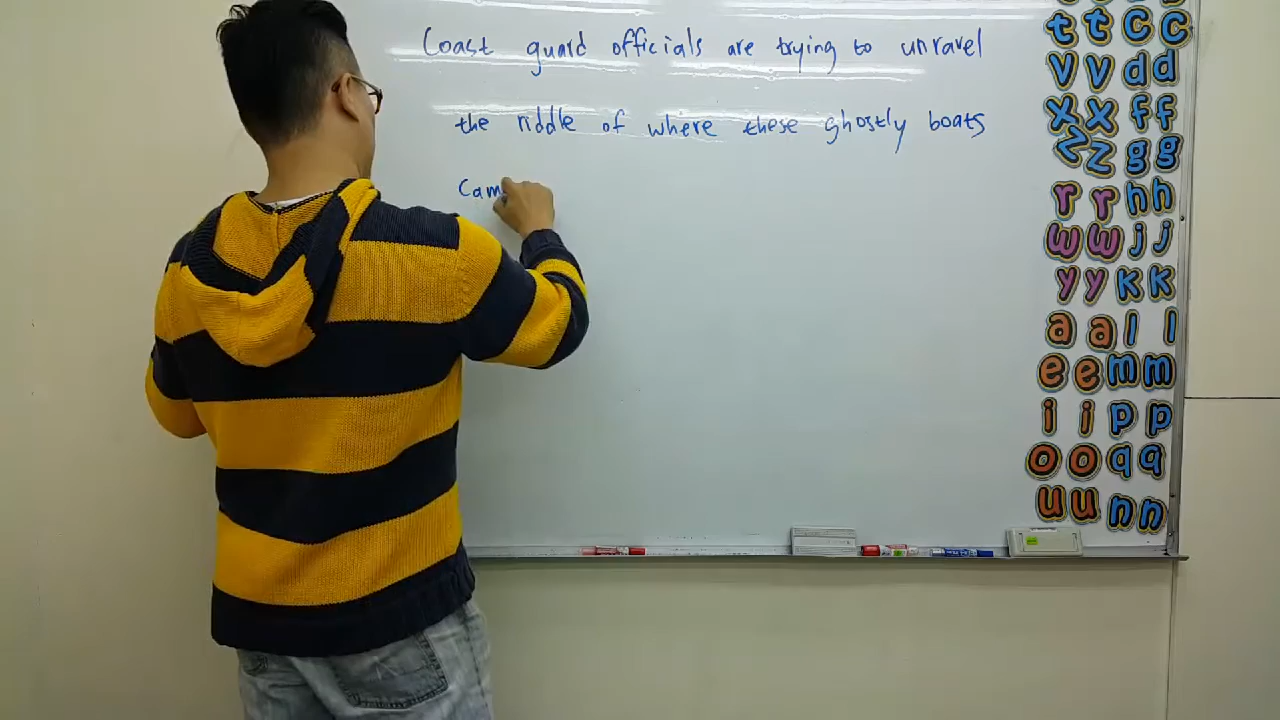 Coast guard officials are trying to unravel
the riddle of where these ghostly boats
Cam
t t c c
v v d d
x x f f
z z g g
r r h h
w w j j
y y k k
a a l l
e e m m
i i p p
o o q q
u u n n